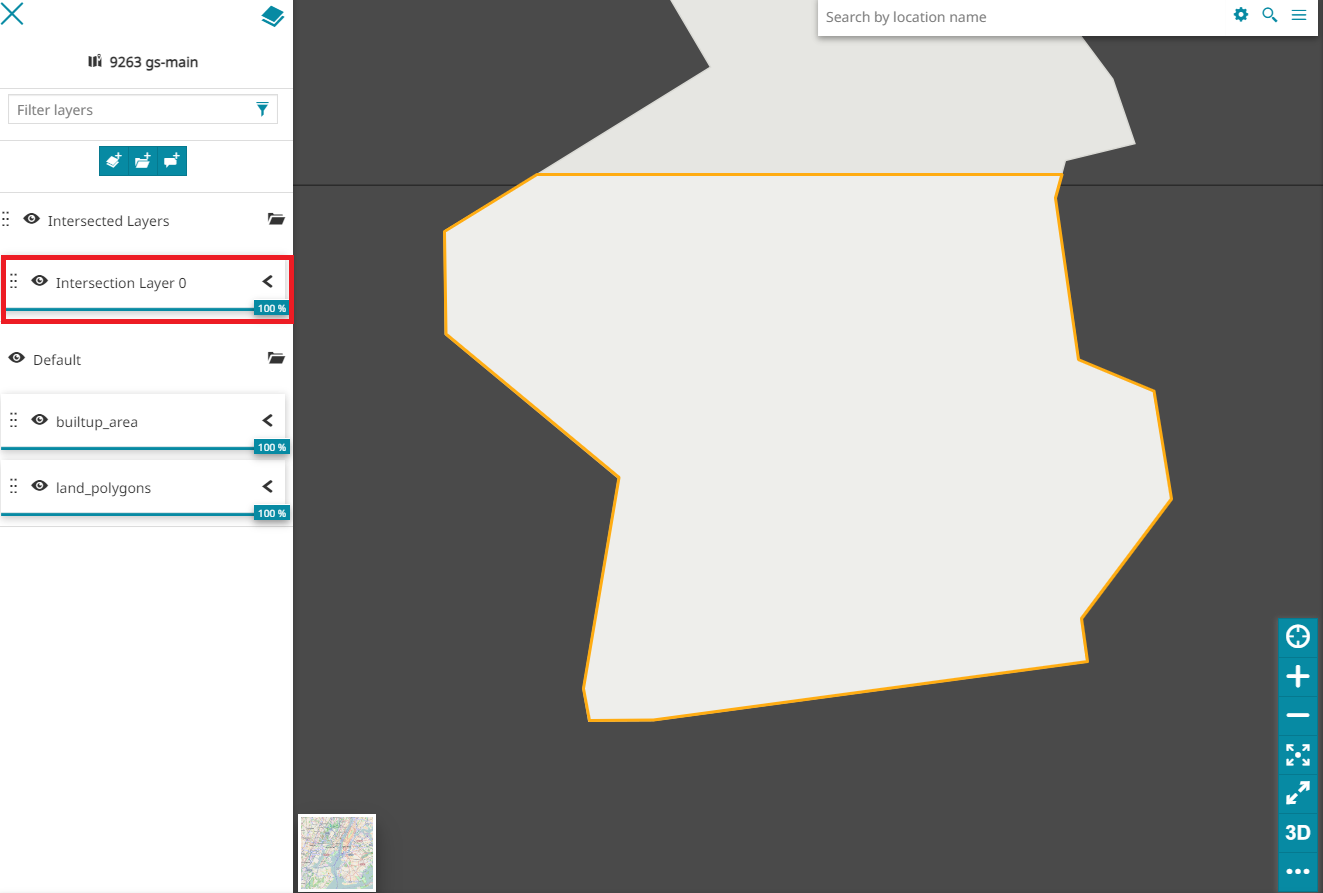 Search by location name
9263 gs-main
Filter layers
Intersected Layers
Intersection Layer 0
100 %
Default
builtup_area
100 %
land_polygons
100 %
3D